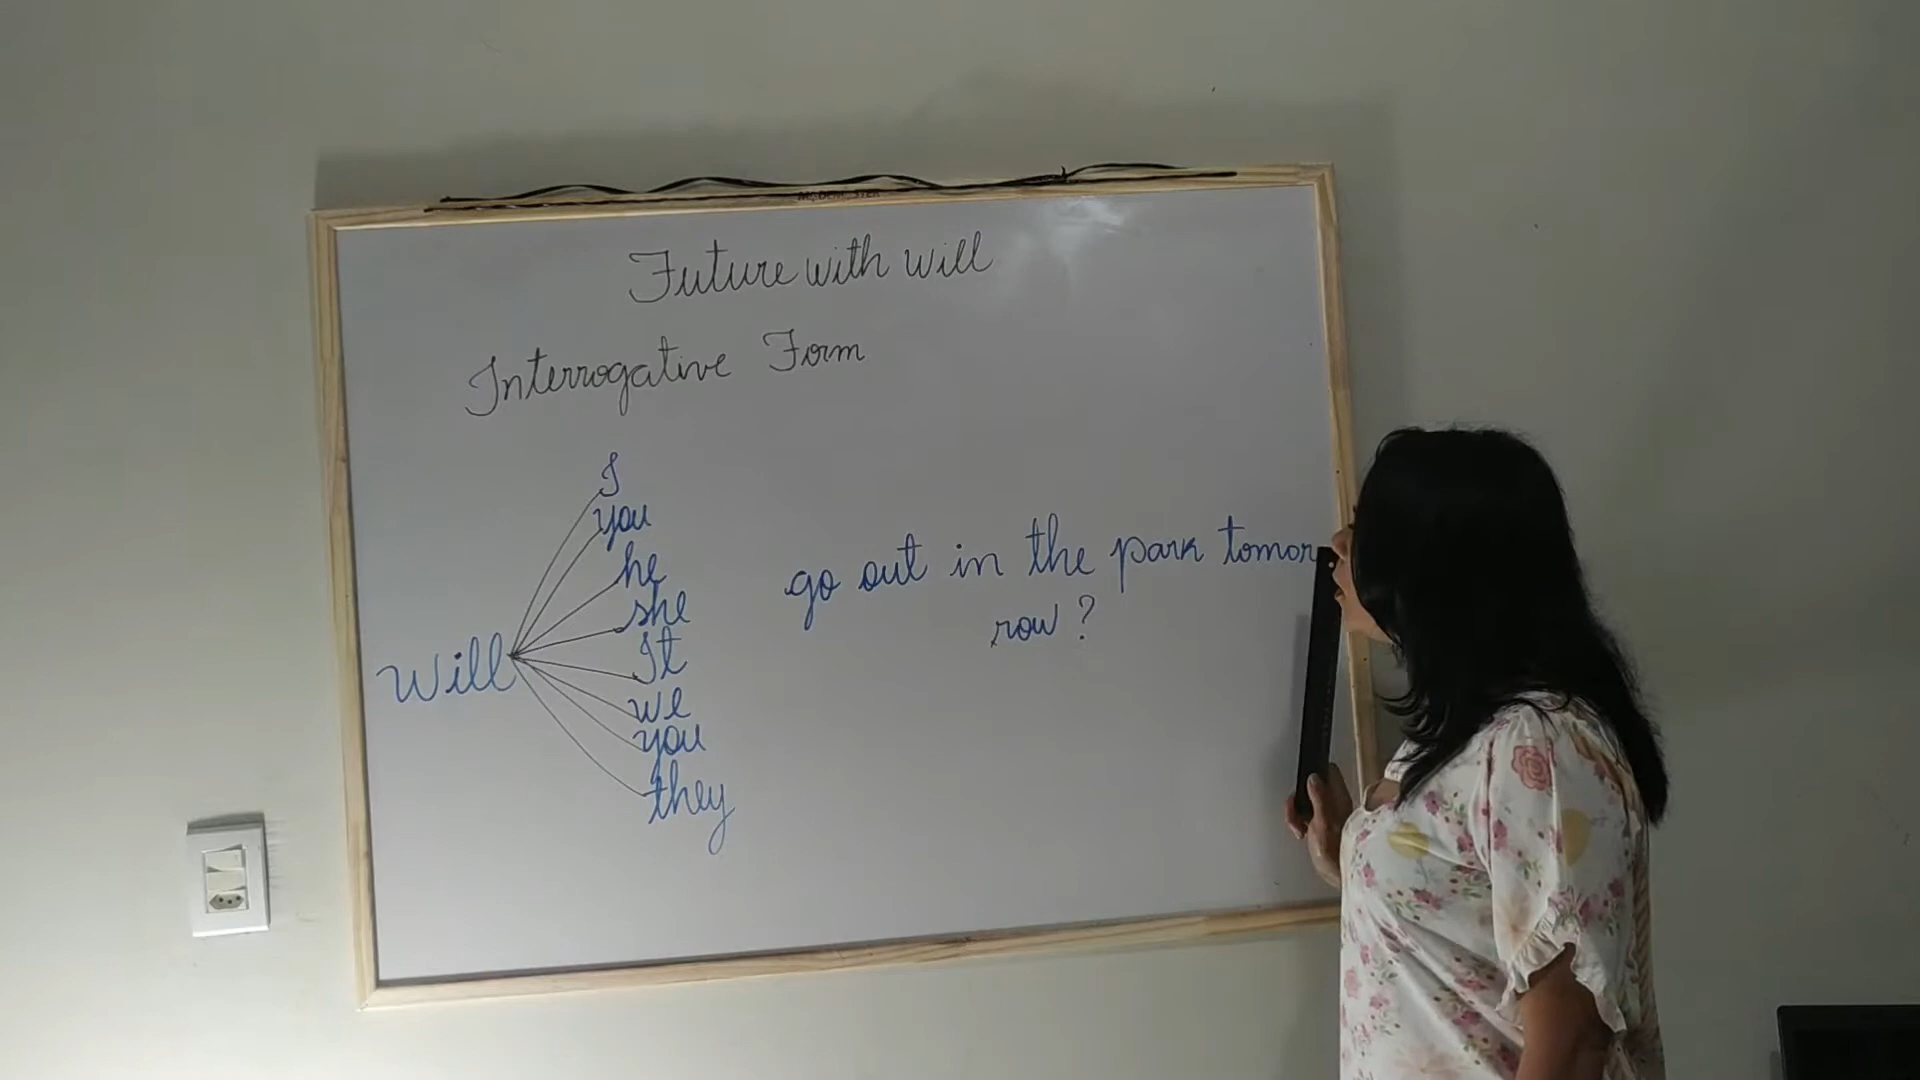 Future with will
Interrogative Form
Will
I
you
he
she
It
we
you
they
go out in the park tomor
row?